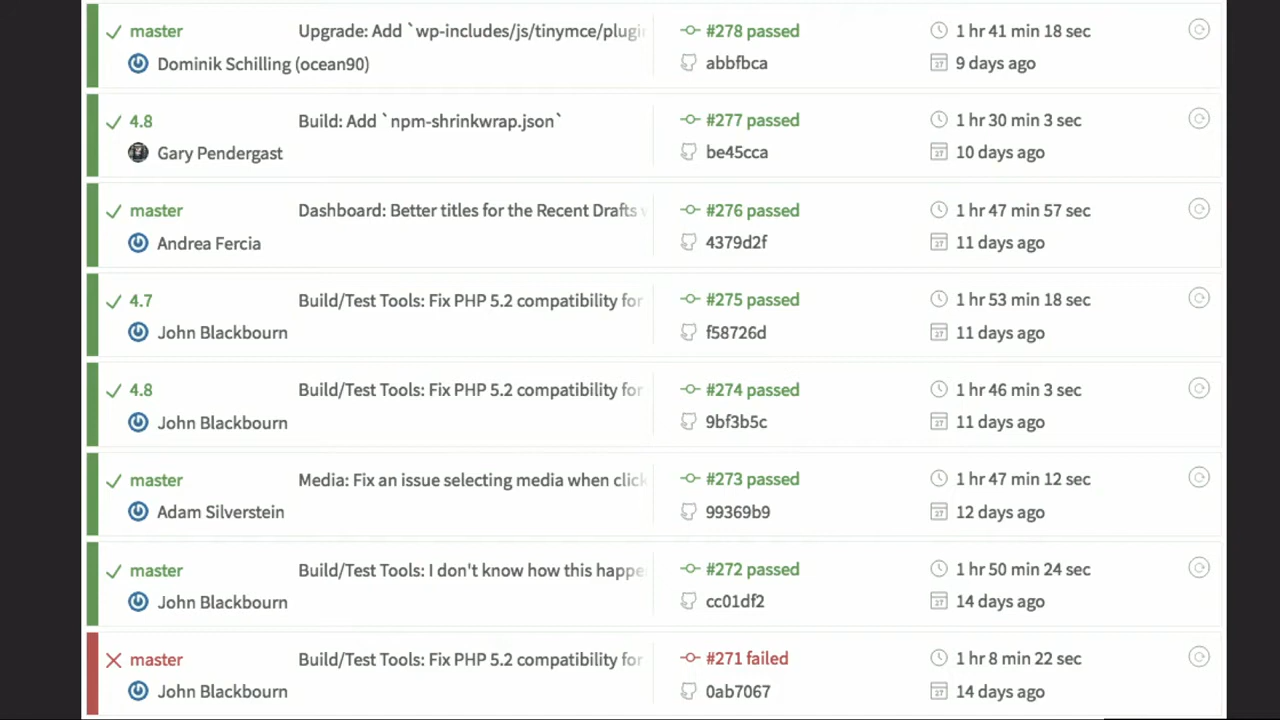 master Upgrade: Add `wp-includes/js/tinymce/plugi #278 passed 1 hr 41 min 18 sec
Dominik Schilling (ocean90) abbfbca 9 days ago
4.8 Build: Add `npm-shrinkwrap.json` #277 passed 1 hr 30 min 3 sec
Gary Pendergast be45cca 10 days ago
master Dashboard: Better titles for the Recent Drafts #276 passed 1 hr 47 min 57 sec
Andrea Fercia 4379d2f 11 days ago
4.7 Build/Test Tools: Fix PHP 5.2 compatibility for #275 passed 1 hr 53 min 18 sec
John Blackbourn f58726d 11 days ago
4.8 Build/Test Tools: Fix PHP 5.2 compatibility for #274 passed 1 hr 46 min 3 sec
John Blackbourn 9bf3b5c 11 days ago
master Media: Fix an issue selecting media when click #273 passed 1 hr 47 min 12 sec
Adam Silverstein 99369b9 12 days ago
master Build/Test Tools: I don't know how this happe #272 passed 1 hr 50 min 24 sec
John Blackbourn cc01df2 14 days ago
master Build/Test Tools: Fix PHP 5.2 compatibility for #271 failed 1 hr 8 min 22 sec
John Blackbourn 0ab7067 14 days ago